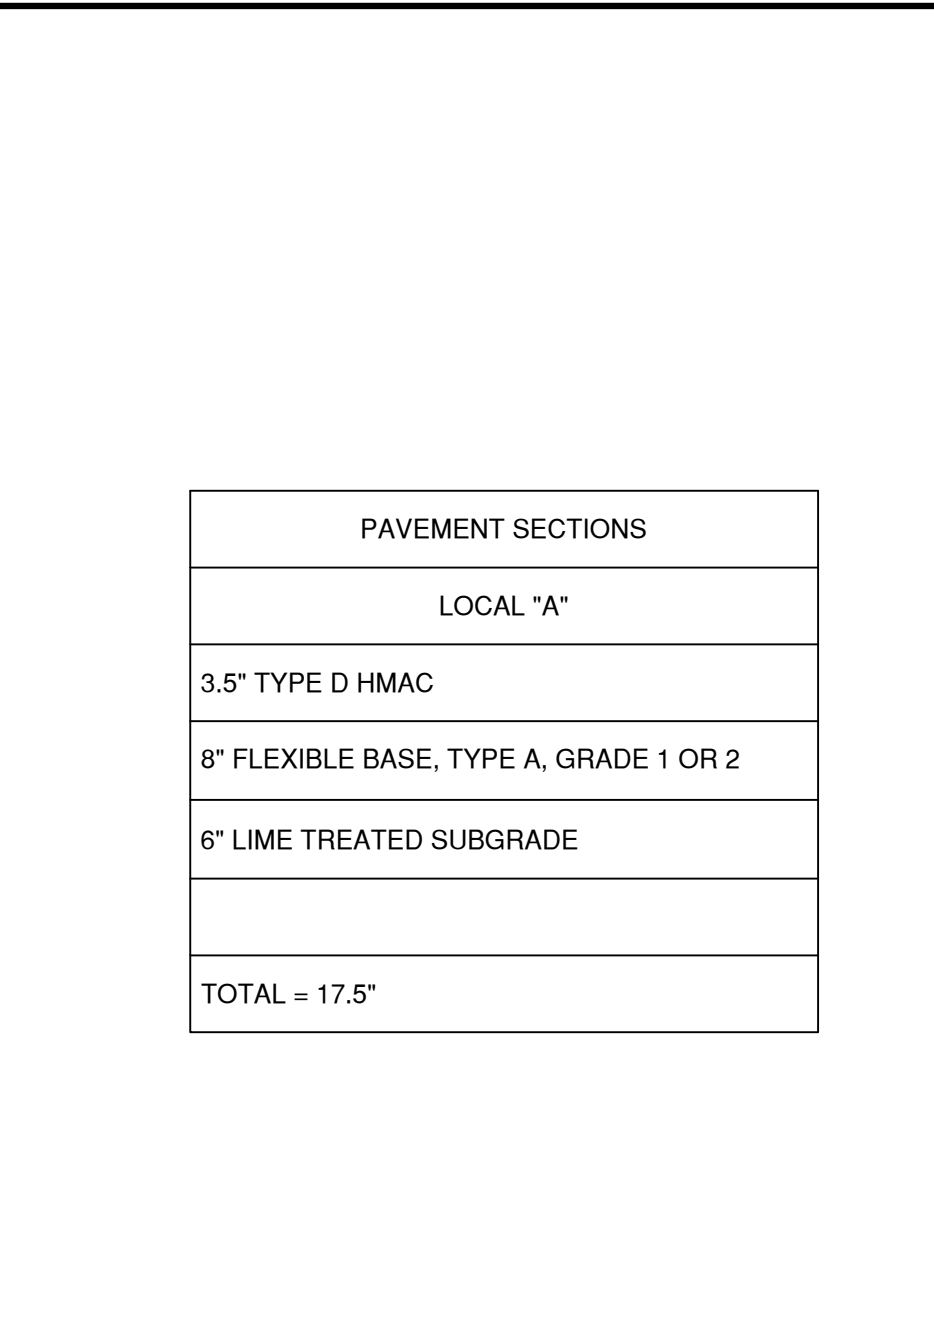 PAVEMENT SECTIONS
LOCAL "A"
3.5" TYPE D HMAC
8" FLEXIBLE BASE, TYPE A, GRADE 1 OR 2
6" LIME TREATED SUBGRADE
TOTAL = 17.5"